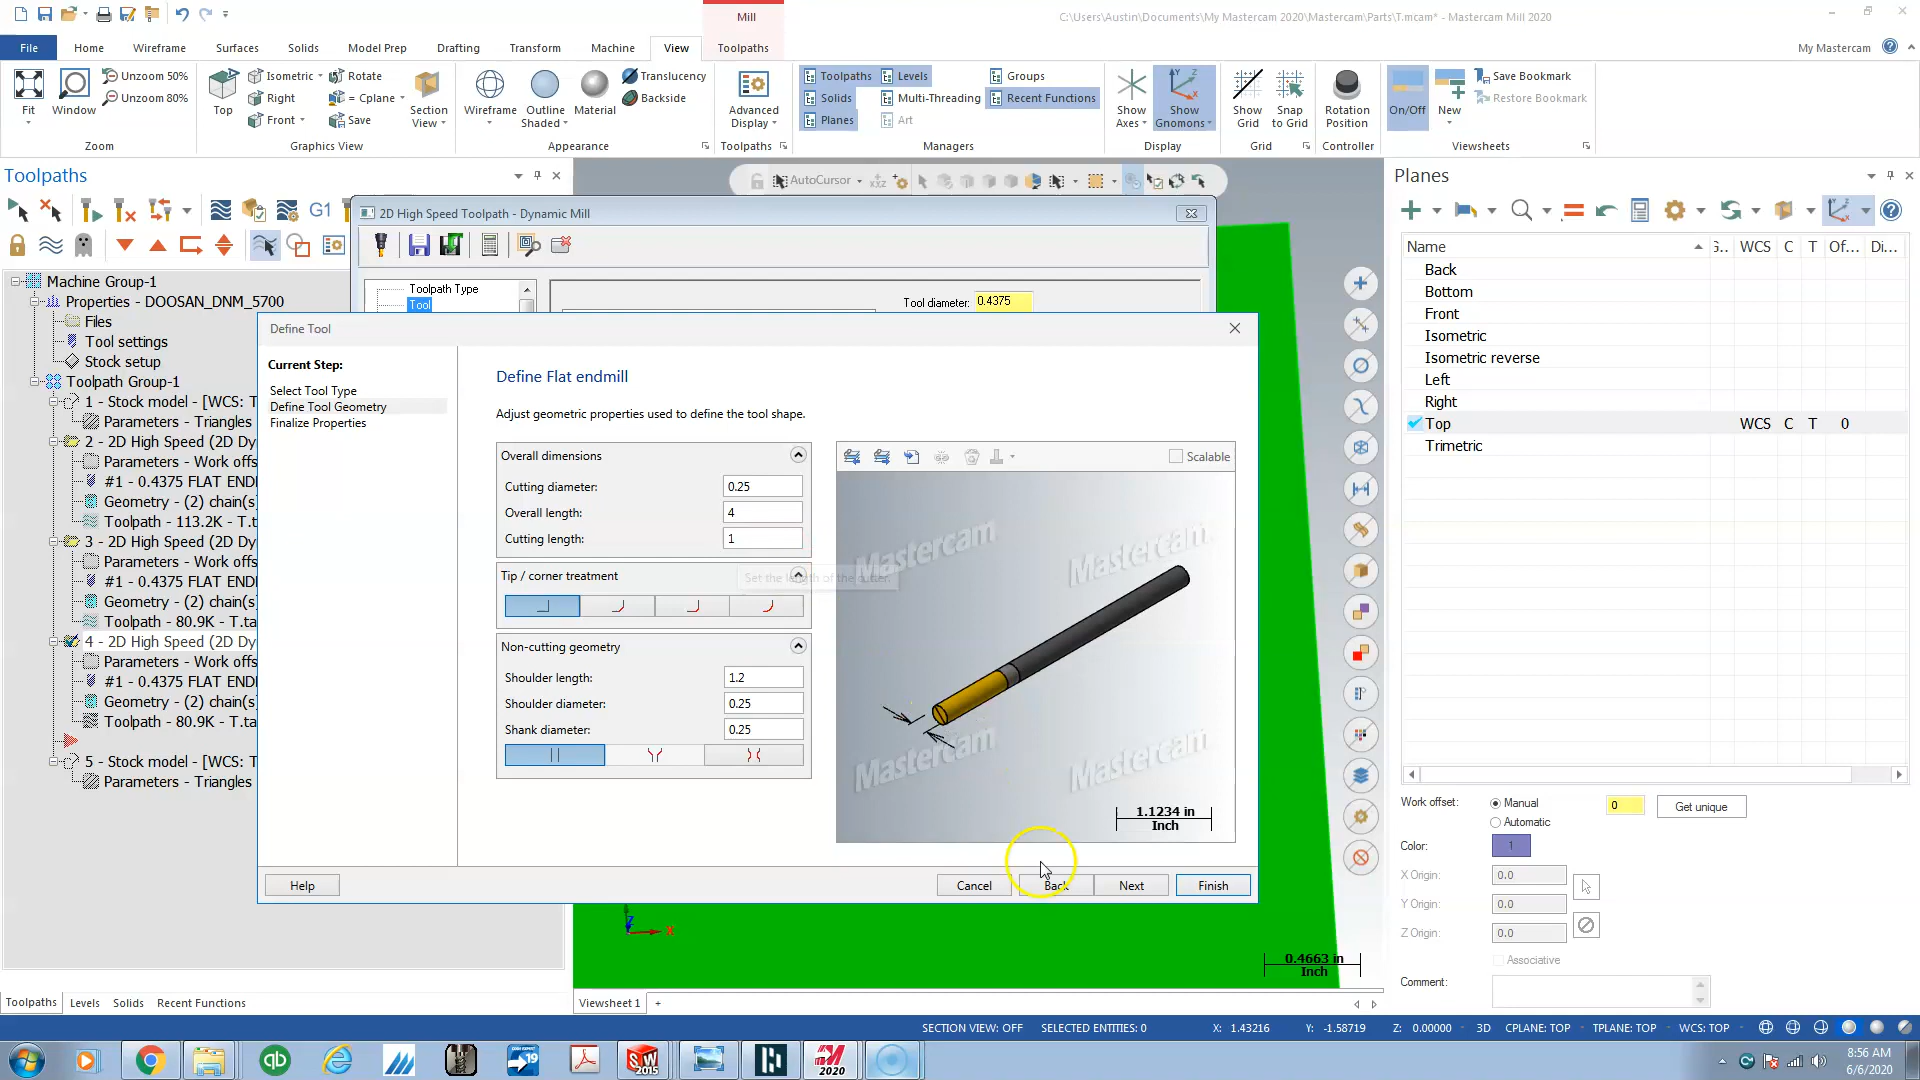 Mill
C:\Users\Austin\Documents\My Mastercam 2020\Mastercam\Parts\T.mcam* - Mastercam Mill 2020
File
Home
Wireframe
Surfaces
Solids
Model Prep
Drafting
Transform
Machine
View
Toolpaths
My Mastercam
Fit
Window
Unzoom 50%
Unzoom 80%
Zoom
Top
Isometric
Right
Front
Rotate
= Cplane
Save
Section View
Graphics View
Wireframe
Outline Shaded
Material
Translucency
Backside
Appearance
Advanced Display
Toolpaths
Toolpaths
Solids
Planes
Levels
Multi-Threading
Art
Groups
Recent Functions
Managers
Show Axes
Show Gnomons
Display
Show Grid
Snap to Grid
Grid
Rotation Position
Controller
On/Off
New
Save Bookmark
Restore Bookmark
Viewsheets
Toolpaths
G1
Machine Group-1
Properties - DOOSAN_DNM_5700
Files
Tool settings
Stock setup
Toolpath Group-1
1 - Stock model - [WCS: T
Parameters - Triangles
2 - 2D High Speed (2D Dy
Parameters - Work offs
#1 - 0.4375 FLAT END
Geometry - (2) chain(s)
Toolpath - 113.2K - T.ta
3 - 2D High Speed (2D Dy
Parameters - Work offs
#1 - 0.4375 FLAT END
Geometry - (2) chain(s)
Toolpath - 80.9K - T.ta
4 - 2D High Speed (2D Dy
Parameters - Work offs
#1 - 0.4375 FLAT END
Geometry - (2) chain(s)
Toolpath - 80.9K - T.ta
5 - Stock model - [WCS: T
Parameters - Triangles
Toolpaths
Levels
Solids
Recent Functions
AutoCursor
2D High Speed Toolpath - Dynamic Mill
Toolpath Type
Tool
Tool diameter: 0.4375
Define Tool
Current Step:
Select Tool Type
Define Tool Geometry
Finalize Properties
Define Flat endmill
Adjust geometric properties used to define the tool shape.
Overall dimensions
Cutting diameter: 0.25
Overall length: 4
Cutting length: 1
Tip / corner treatment
Set the length of the cutter.
Non-cutting geometry
Shoulder length: 1.2
Shoulder diameter: 0.25
Shank diameter: 0.25
Scalable
Mastercam
Mastercam
Mastercam
Mastercam
1.1234 in
Inch
Help
Cancel
Back
Next
Finish
Z
X
0.4663 in
Inch
Viewsheet 1
+
Planes
Name
WCS
C
T
Of...
Di...
Back
Bottom
Front
Isometric
Isometric reverse
Left
Right
Top WCS C T 0
Trimetric
Work offset:
Manual
Automatic
0
Get unique
Color:
1
X Origin: 0.0
Y Origin: 0.0
Z Origin: 0.0
Associative
Comment:
SECTION VIEW: OFF SELECTED ENTITIES: 0 X: 1.43216 Y: -1.58719 Z: 0.00000 3D CPLANE: TOP TPLANE: TOP WCS: TOP
8:56 AM
6/6/2020